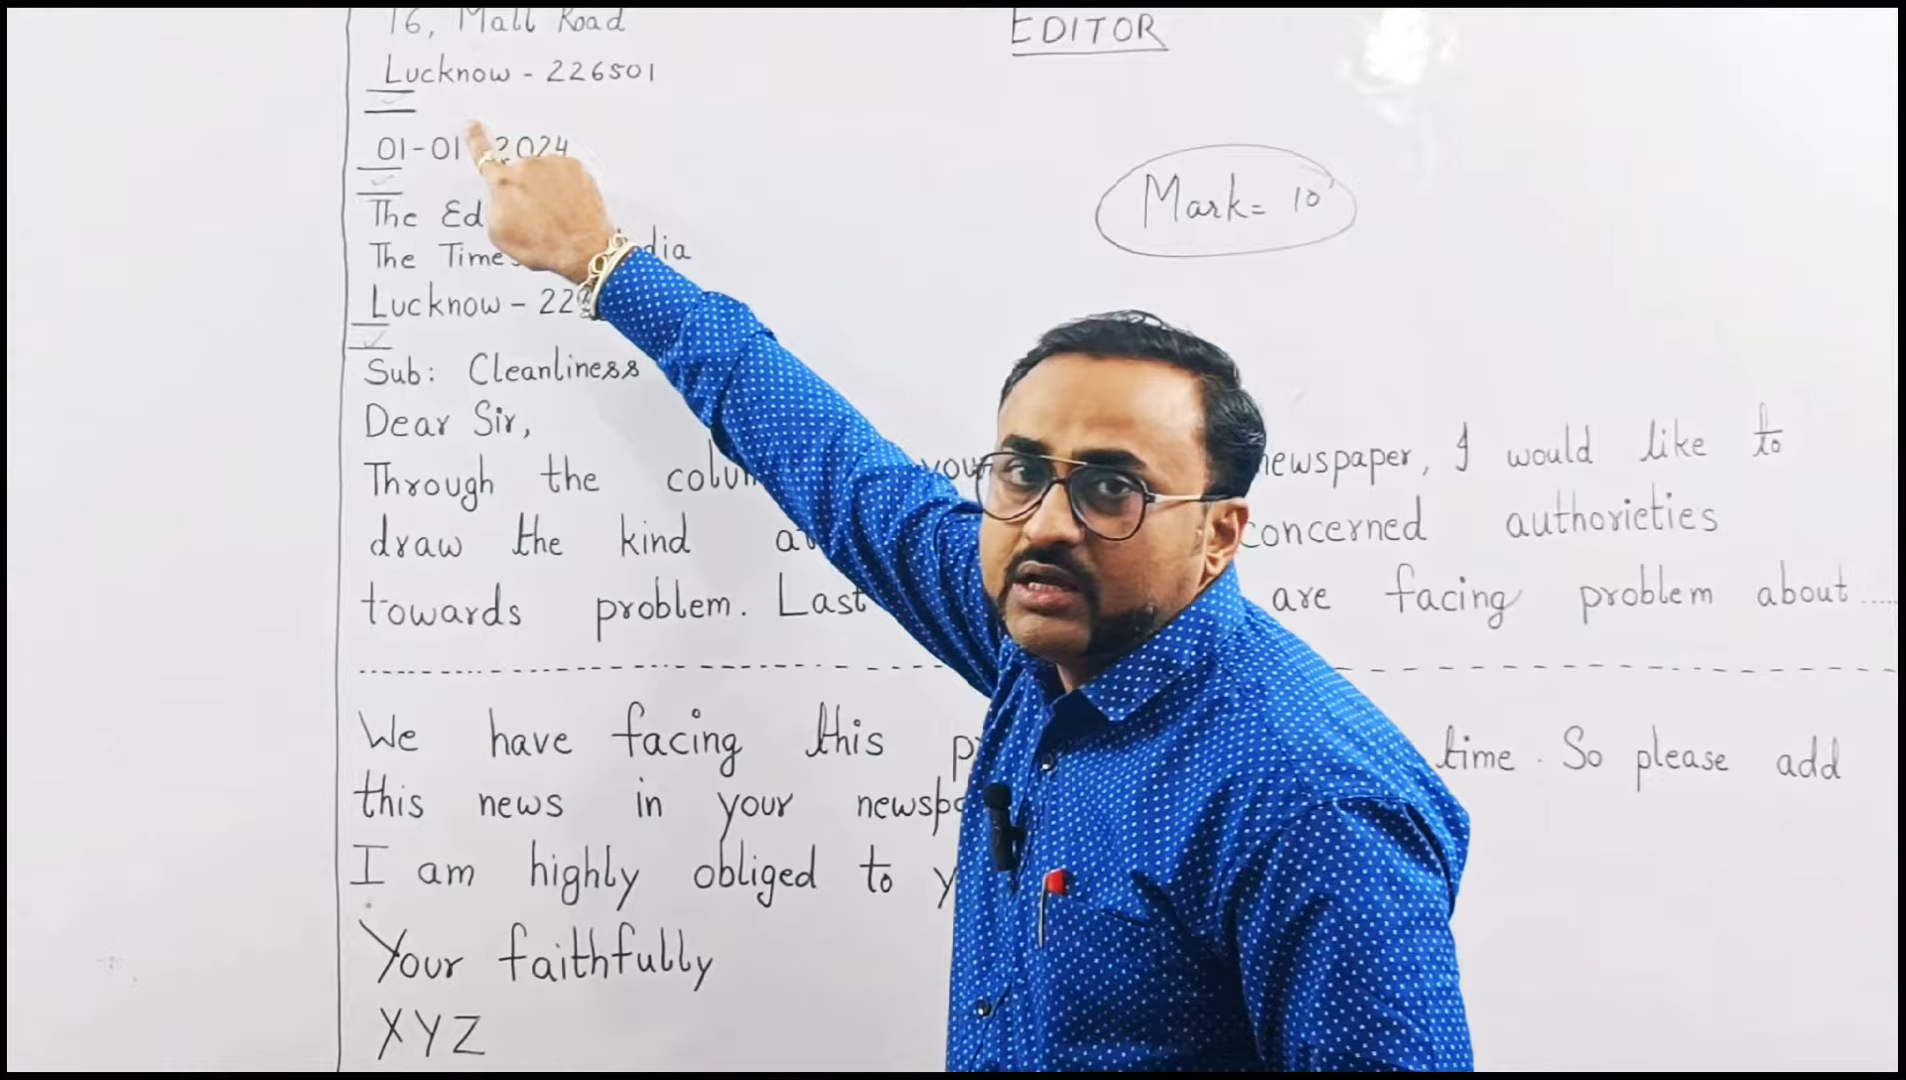 16, Mall Road
EDITOR
Lucknow - 226501
01-01 2024
Mark = 10
The Ed
The Times dia
Lucknow - 22
Sub: Cleanliness
Dear Sir,
Through the colum your newspaper, I would like to
draw the kind at concerned authorieties
towards problem. Last are facing problem about .....
We have facing this p time. So please add
this news in your newspa
I am highly obliged to y
Your faithfully
XYZ